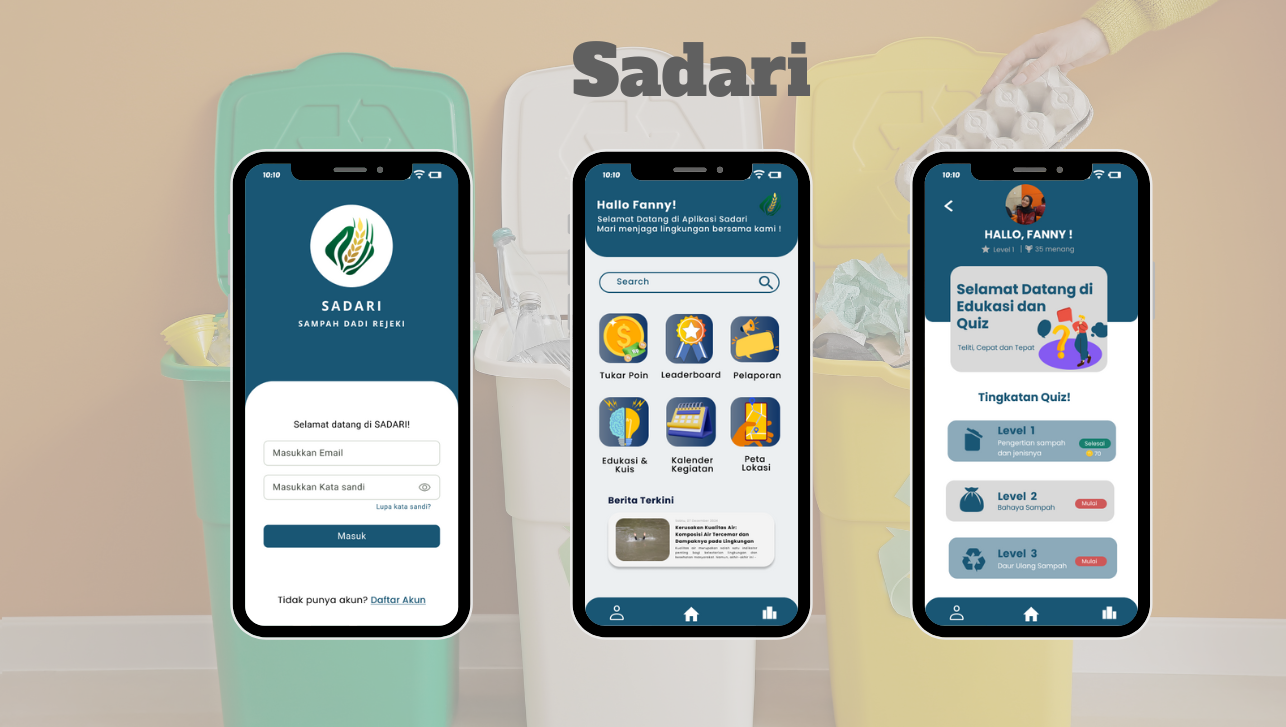 Sadari
10:10
SADARI
SAMPAH DADI REJEKI
Selamat datang di SADARI!
Masukkan Email
Masukkan Kata sandi
Lupa kata sandi?
Masuk
Tidak punya akun? Daftar Akun
10:10
Hallo Fanny!
Selamat Datang di Aplikasi Sadari
Mari menjaga lingkungan bersama kami !
Search
Tukar Poin
Leaderboard
Pelaporan
Edukasi &
Kuis
Kalender
Kegiatan
Peta
Lokasi
Berita Terkini
Kerusakan Kualitas Air:
Komposisi Air Tercemar dan
Dampaknya pada Lingkungan
10:10
HALLO, FANNY !
Level 1 | 35 menang
Selamat Datang di
Edukasi dan
Quiz
Teliti, Cepat dan Tepat
Tingkatan Quiz!
Level 1
Pengertian sampah
dan jenisnya
Selesai
70
Level 2
Bahaya Sampah
Mulai
Level 3
Daur Ulang Sampah
Mulai